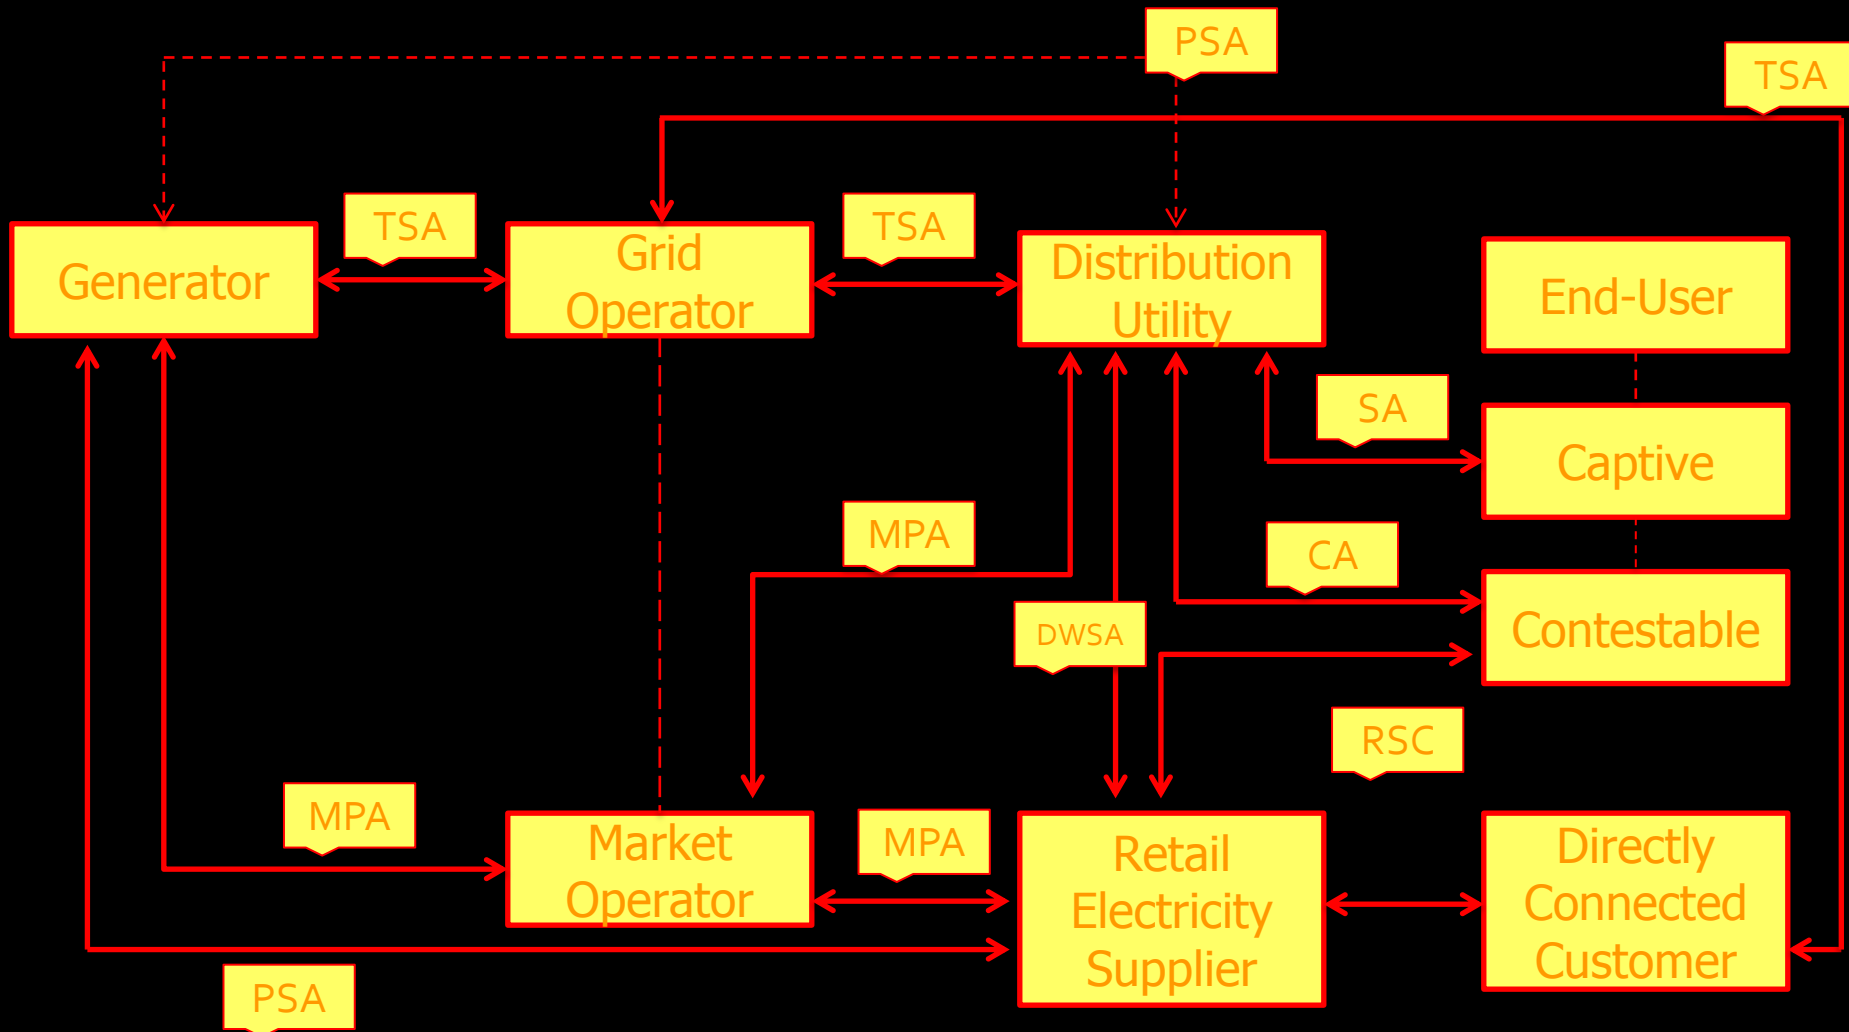 PSA
TSA
TSA
TSA
Generator
Grid
Operator
Distribution
Utility
End-User
SA
Captive
MPA
CA
DWSA
Contestable
RSC
MPA
MPA
Market
Operator
Retail
Electricity
Supplier
Directly
Connected
Customer
PSA